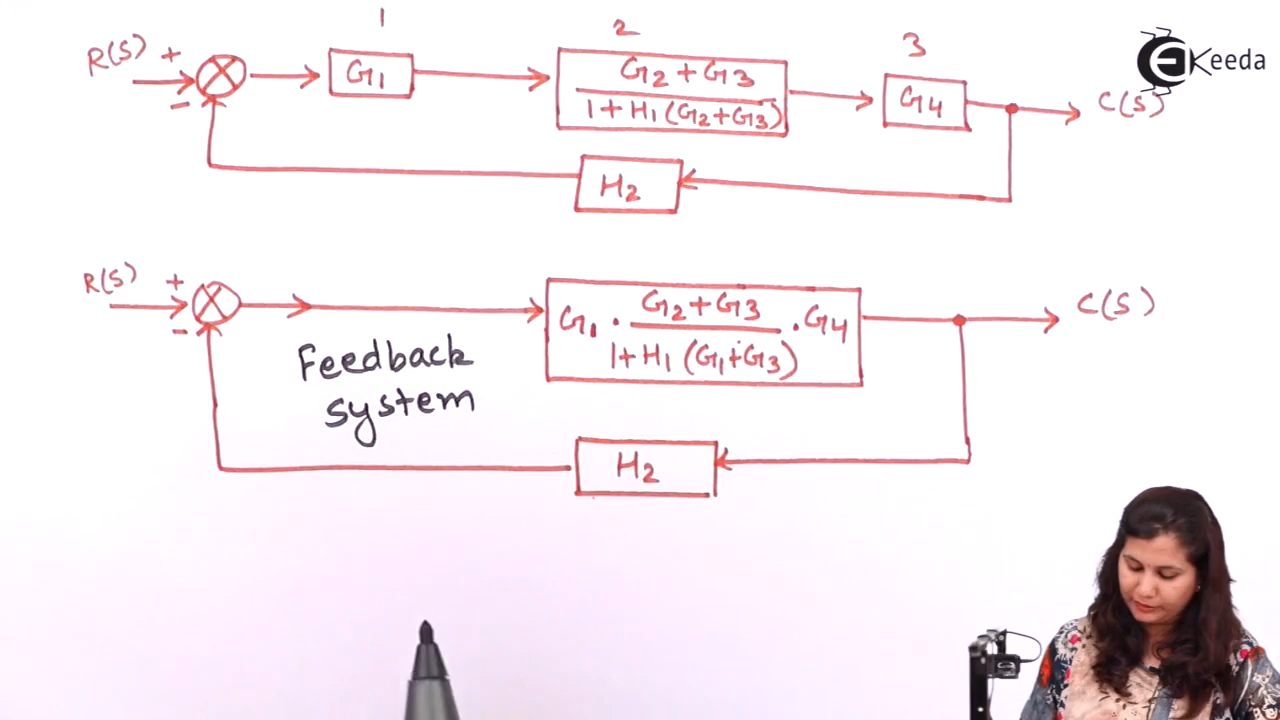 1 2 3
R(S) + G1 G2 + G3 / 1 + H1 (G2 + G3) G4 C(S)
-
H2
R(S) + G1 . G2 + G3 / 1 + H1 (G1 + G3) . G4 C(S)
-
Feedback
system
H2
EKeeda